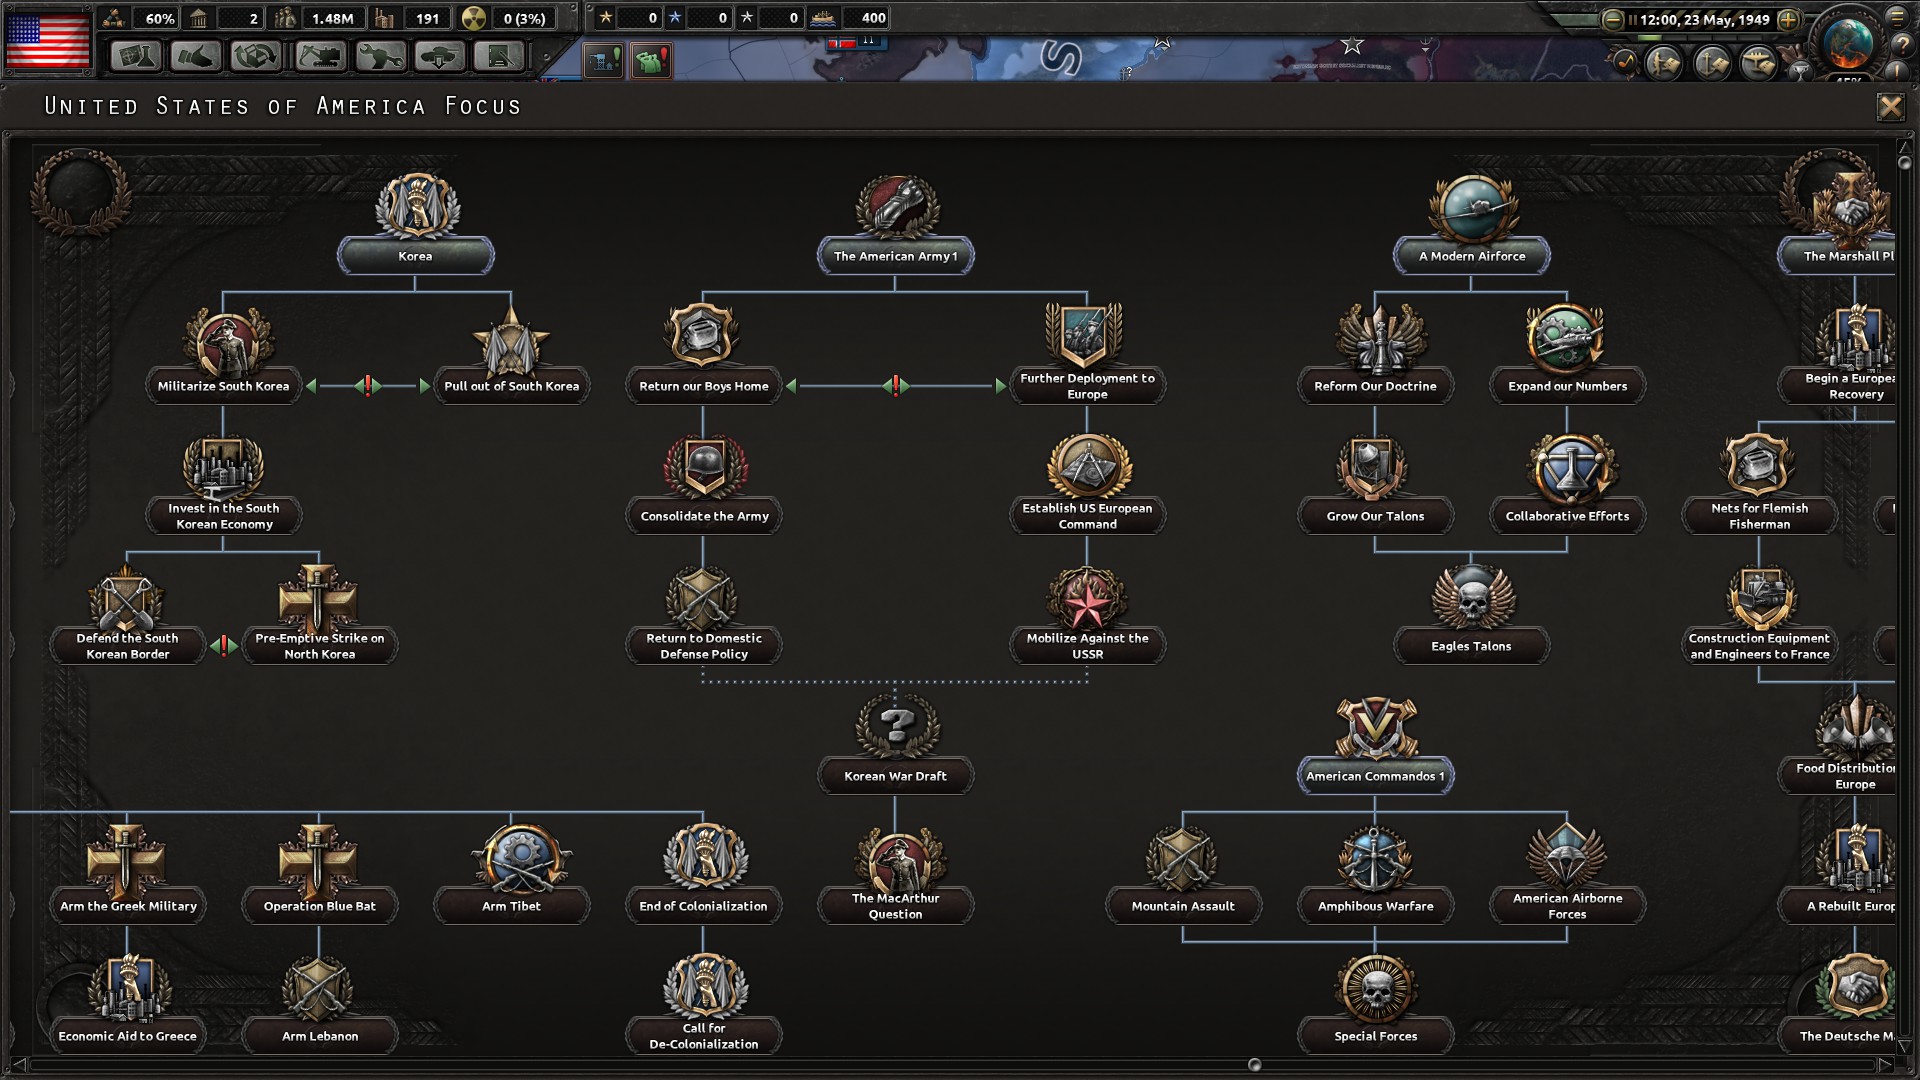 60%
2
1.48M
191
0 (3%)
0
0
0
400
12:00, 23 May, 1949
11
United States of America Focus
Korea
The American Army 1
A Modern Airforce
The Marshall Pl
Militarize South Korea
Pull out of South Korea
Return our Boys Home
Further Deployment to
Europe
Reform Our Doctrine
Expand our Numbers
Begin a Europea
Recovery
Invest in the South
Korean Economy
Consolidate the Army
Establish US European
Command
Grow Our Talons
Collaborative Efforts
Nets for Flemish
Fisherman
Defend the South
Korean Border
Pre-Emptive Strike on
North Korea
Return to Domestic
Defense Policy
Mobilize Against the
USSR
Eagles Talons
Construction Equipment
and Engineers to France
Korean War Draft
American Commandos 1
Food Distribution
Europe
Arm the Greek Military
Operation Blue Bat
Arm Tibet
End of Colonialization
The MacArthur
Question
Mountain Assault
Amphibous Warfare
American Airborne
Forces
A Rebuilt Europ
Economic Aid to Greece
Arm Lebanon
Call for
De-Colonialization
Special Forces
The Deutsche M